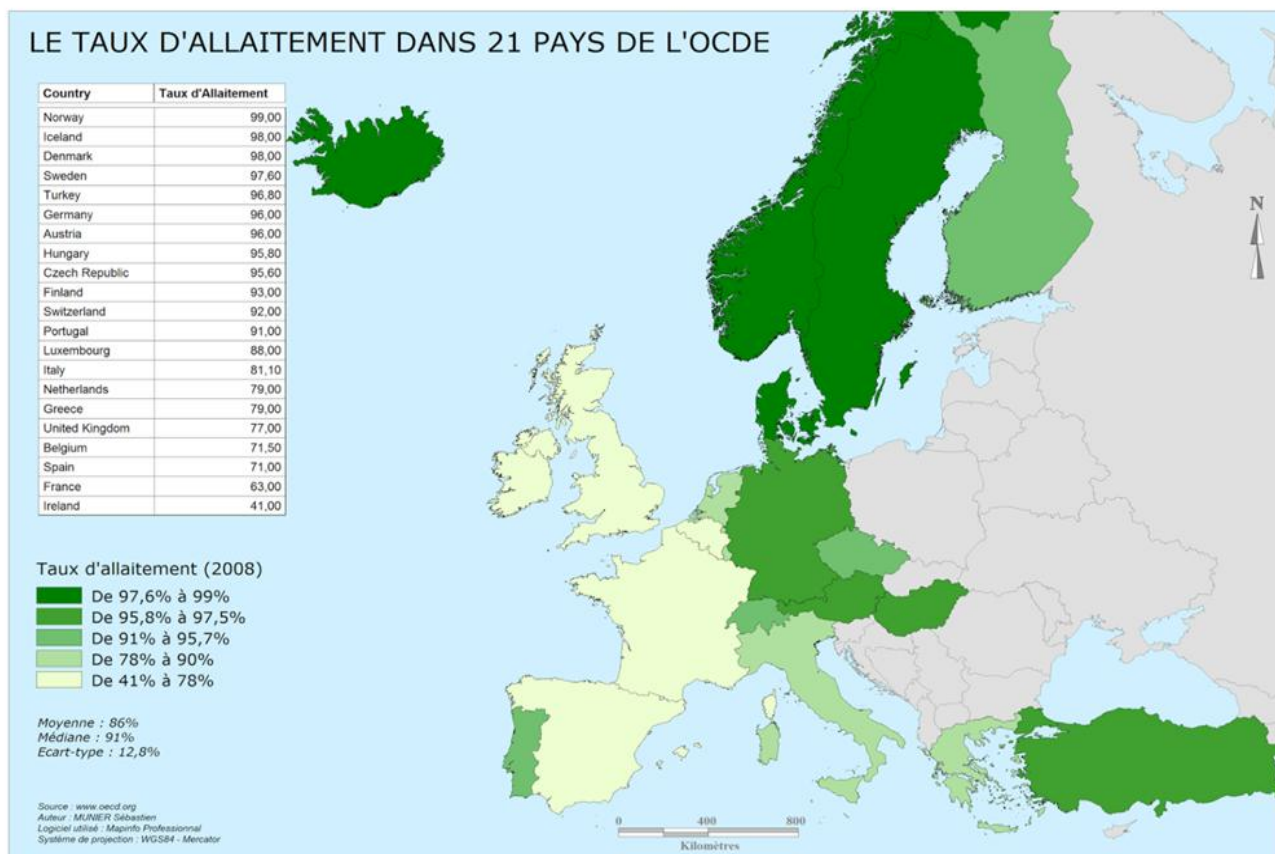 LE TAUX D'ALLAITEMENT DANS 21 PAYS DE L'OCDE
Country Taux d'Allaitement
Norway 99,00
Iceland 98,00
Denmark 98,00
Sweden 97,60
Turkey 96,80
Germany 96,00
Austria 96,00
Hungary 95,80
Czech Republic 95,60
Finland 93,00
Switzerland 92,00
Portugal 91,00
Luxembourg 88,00
Italy 81,10
Netherlands 79,00
Greece 79,00
United Kingdom 77,00
Belgium 71,50
Spain 71,00
France 63,00
Ireland 41,00
N
Taux d'allaitement (2008)
De 97,6% à 99%
De 95,8% à 97,5%
De 91% à 95,7%
De 78% à 90%
De 41% à 78%
Moyenne : 86%
Médiane : 91%
Ecart-type : 12,8%
Source : www.oecd.org
Auteur : MUNIER Sébastien
Logiciel utilisé : Mapinfo Professionnal
Système de projection : WGS84 - Mercator
0 400 800
Kilomètres